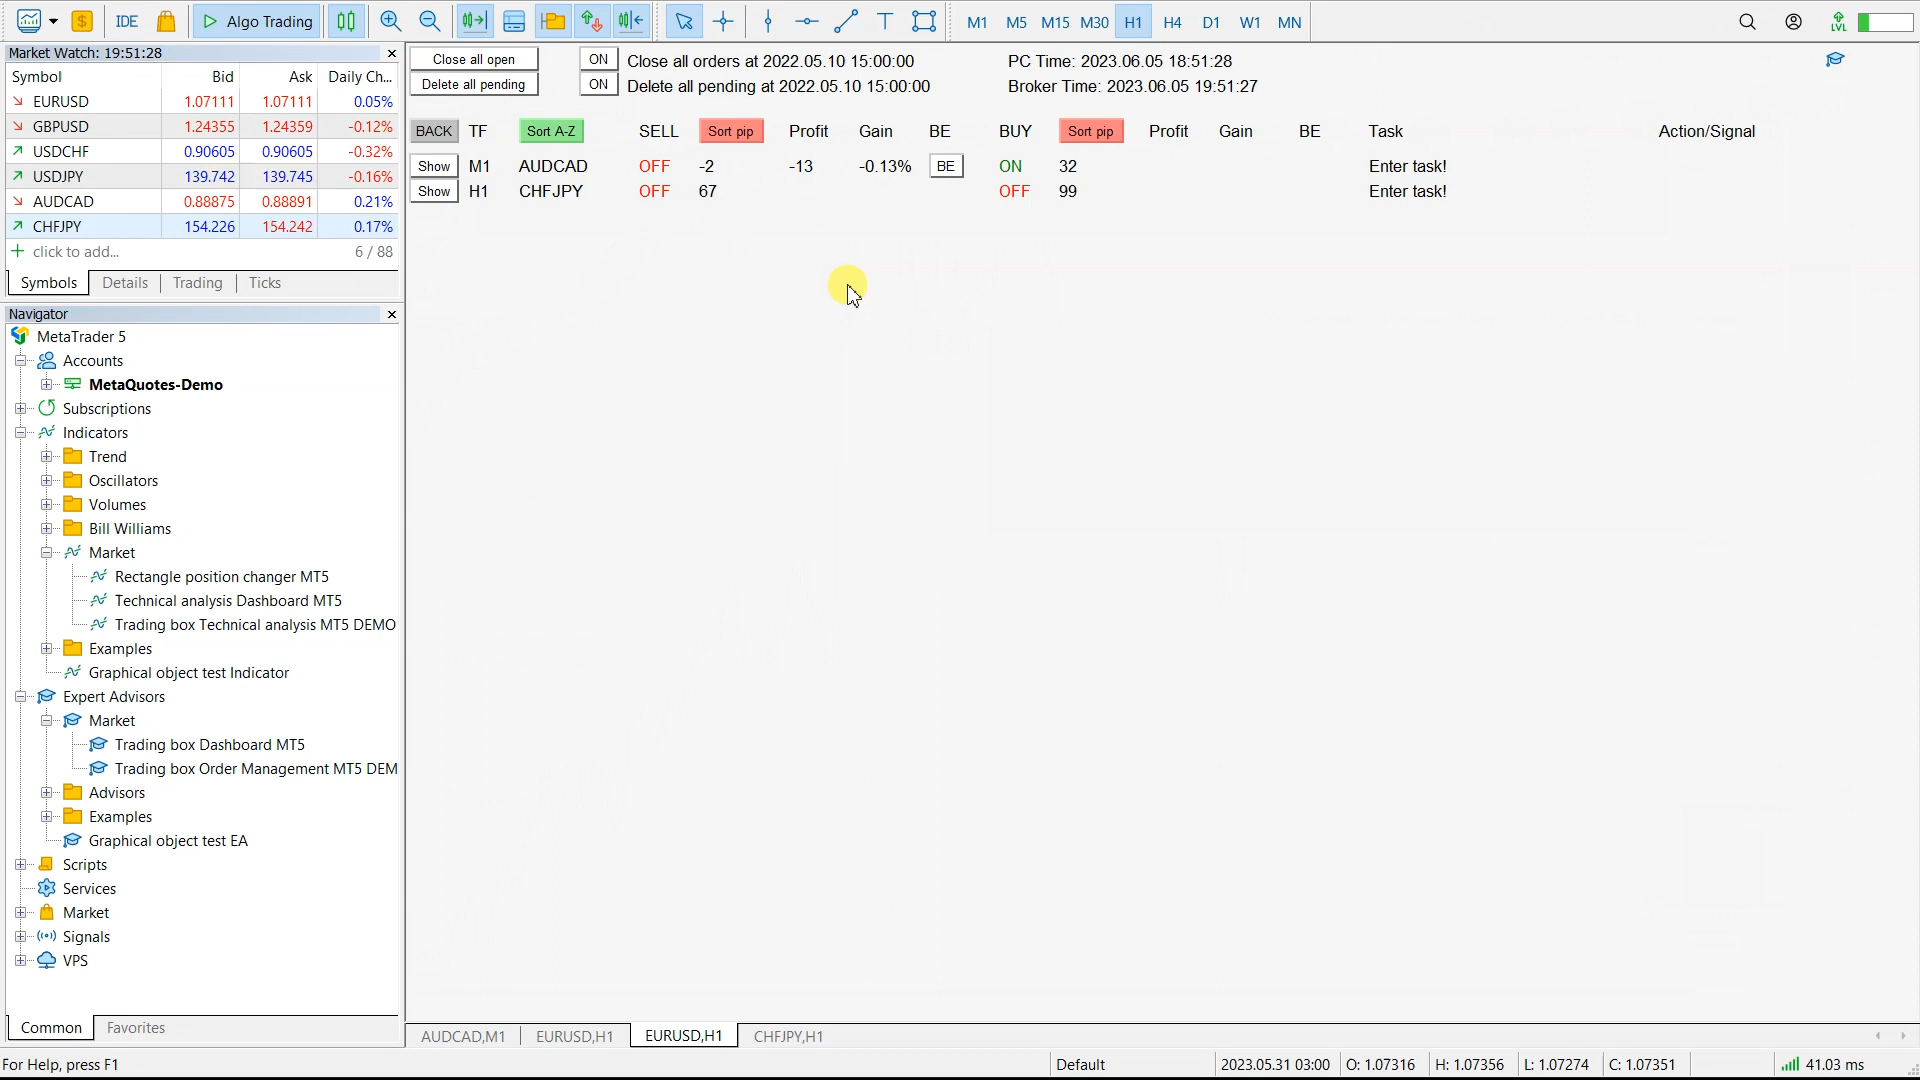 IDE Algo Trading M1 M5 M15 M30 H1 H4 D1 W1 MN LVL
Market Watch: 19:51:28
Symbol Bid Ask Daily Ch...
EURUSD 1.07111 1.07111 0.05%
GBPUSD 1.24355 1.24359 -0.12%
USDCHF 0.90605 0.90605 -0.32%
USDJPY 139.742 139.745 -0.16%
AUDCAD 0.88875 0.88891 0.21%
CHFJPY 154.226 154.242 0.17%
click to add... 6 / 88
Symbols Details Trading Ticks
Navigator
MetaTrader 5
Accounts
MetaQuotes-Demo
Subscriptions
Indicators
Trend
Oscillators
Volumes
Bill Williams
Market
Rectangle position changer MT5
Technical analysis Dashboard MT5
Trading box Technical analysis MT5 DEMO
Examples
Graphical object test Indicator
Expert Advisors
Market
Trading box Dashboard MT5
Trading box Order Management MT5 DEM
Advisors
Examples
Graphical object test EA
Scripts
Services
Market
Signals
VPS
Common Favorites
Close all open ON Close all orders at 2022.05.10 15:00:00 PC Time: 2023.06.05 18:51:28
Delete all pending ON Delete all pending at 2022.05.10 15:00:00 Broker Time: 2023.06.05 19:51:27
BACK TF Sort A-Z SELL Sort pip Profit Gain BE BUY Sort pip Profit Gain BE Task Action/Signal
Show M1 AUDCAD OFF -2 -13 -0.13% BE ON 32 Enter task!
Show H1 CHFJPY OFF 67 OFF 99 Enter task!
AUDCAD,M1 EURUSD,H1 EURUSD,H1 CHFJPY,H1
For Help, press F1 Default 2023.05.31 03:00 O: 1.07316 H: 1.07356 L: 1.07274 C: 1.07351 41.03 ms